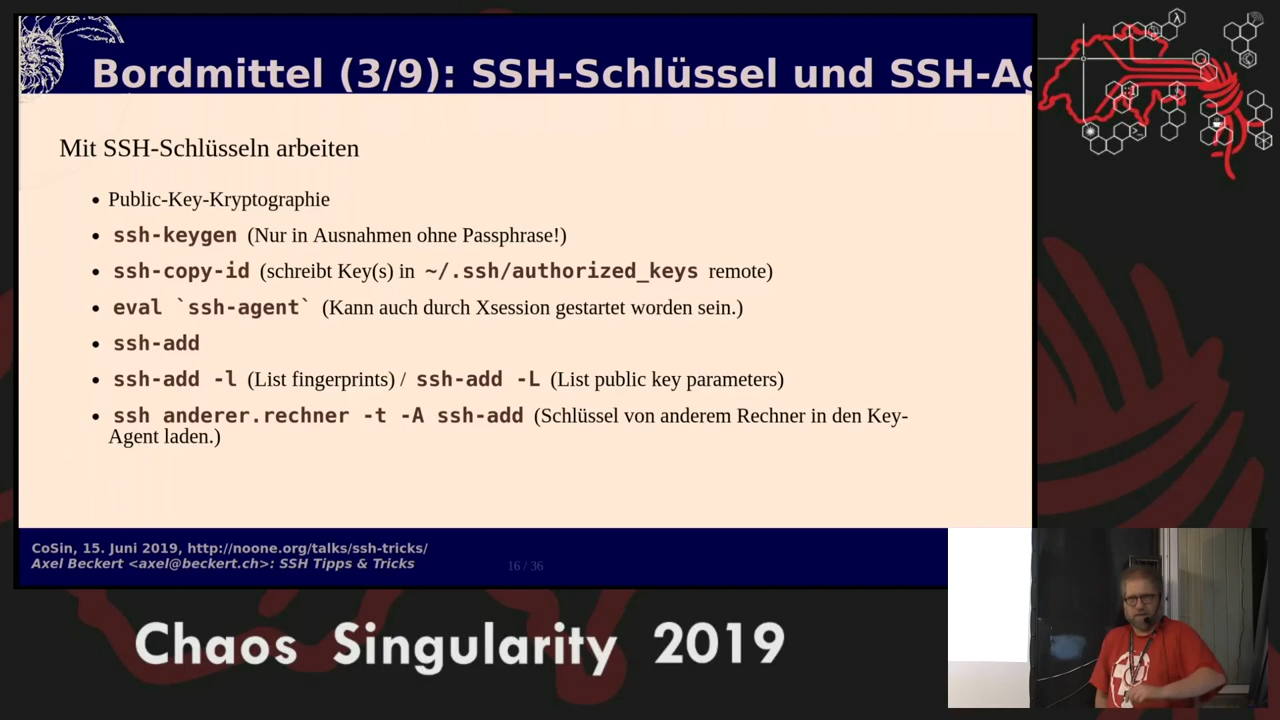 Bordmittel (3/9): SSH-Schlüssel und SSH-Ag
Mit SSH-Schlüsseln arbeiten
• Public-Key-Kryptographie
• ssh-keygen (Nur in Ausnahmen ohne Passphrase!)
• ssh-copy-id (schreibt Key(s) in ~/.ssh/authorized_keys remote)
• eval `ssh-agent` (Kann auch durch Xsession gestartet worden sein.)
• ssh-add
• ssh-add -l (List fingerprints) / ssh-add -L (List public key parameters)
• ssh anderer.rechner -t -A ssh-add (Schlüssel von anderem Rechner in den Key-
Agent laden.)
CoSin, 15. Juni 2019, http://noone.org/talks/ssh-tricks/
Axel Beckert <axel@beckert.ch>: SSH Tipps & Tricks
16 / 36
Chaos Singularity 2019